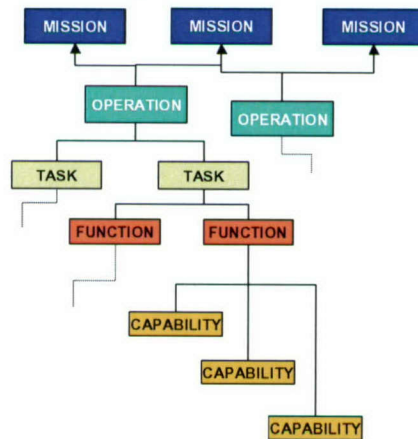 MISSION
MISSION
MISSION
OPERATION
OPERATION
TASK
TASK
FUNCTION
FUNCTION
CAPABILITY
CAPABILITY
CAPABILITY